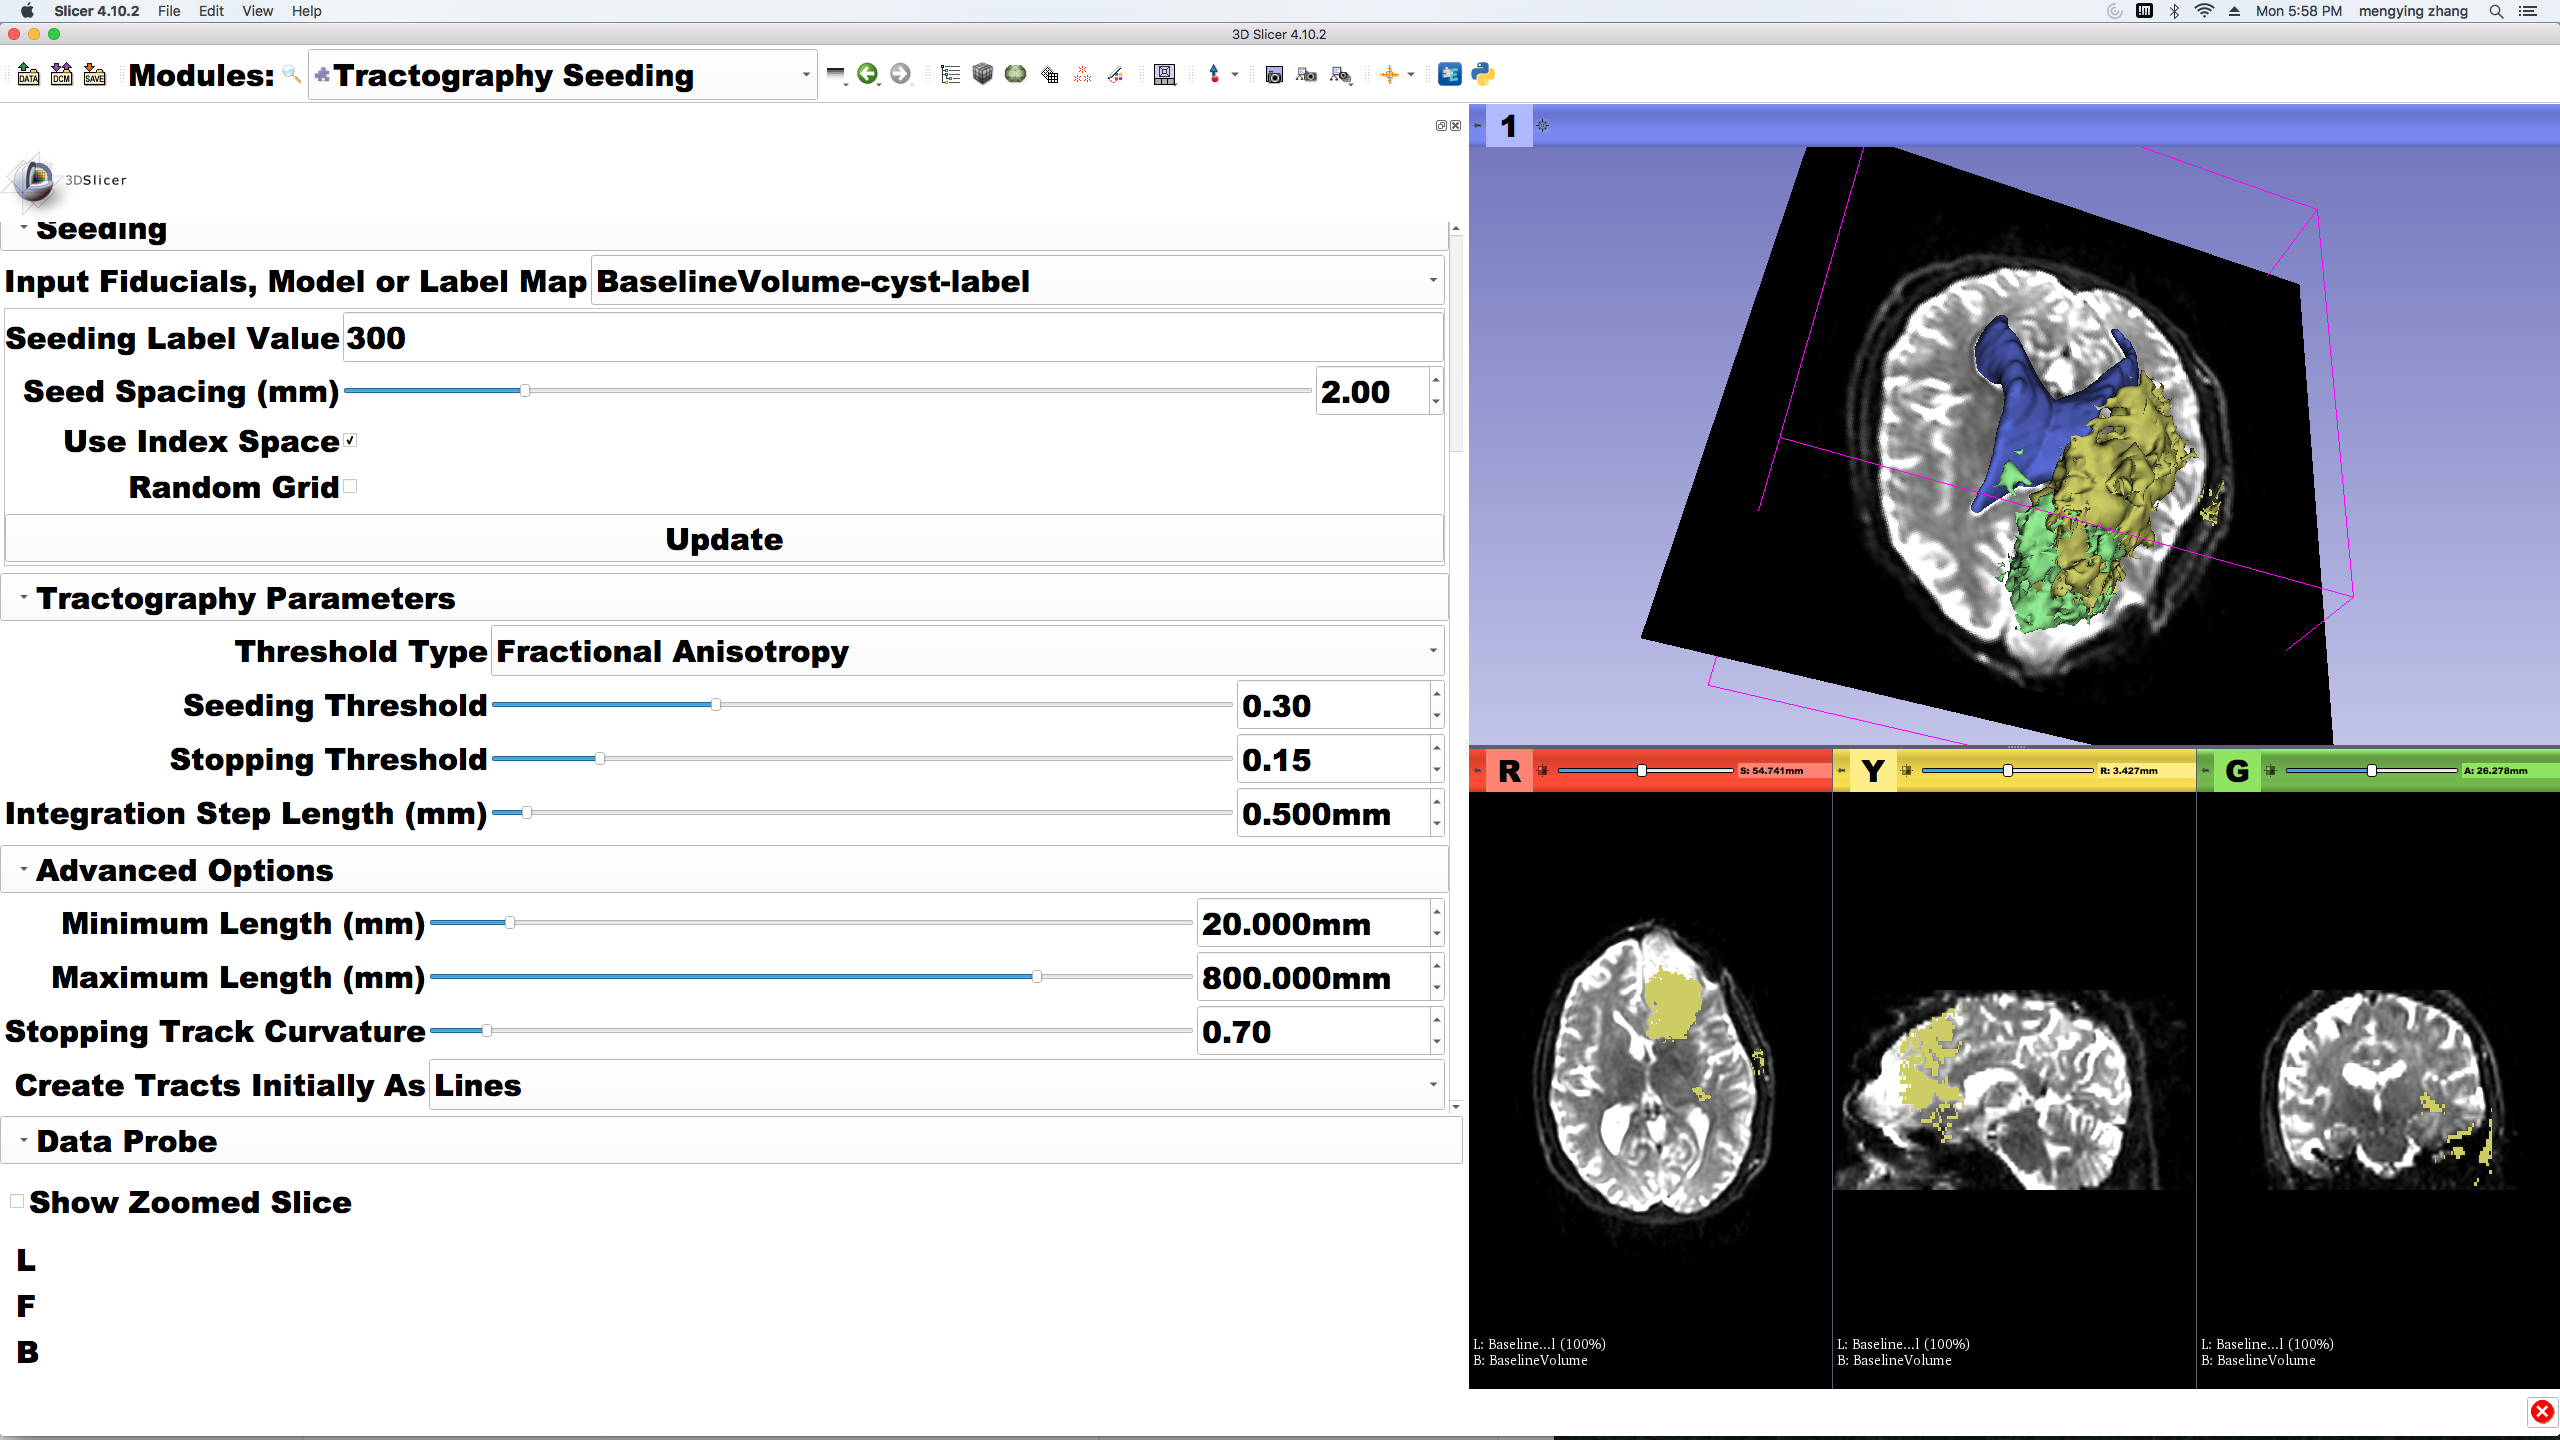 Slicer 4.10.2 File Edit View Help
Mon 5:58 PM mengying zhang
3D Slicer 4.10.2
DATA DCM SAVE Modules: Tractography Seeding
3DSlicer
Seeding
Input Fiducials, Model or Label Map BaselineVolume-cyst-label
Seeding Label Value 300
Seed Spacing (mm) 2.00
Use Index Space
Random Grid
Update
Tractography Parameters
Threshold Type Fractional Anisotropy
Seeding Threshold 0.30
Stopping Threshold 0.15
Integration Step Length (mm) 0.500mm
Advanced Options
Minimum Length (mm) 20.000mm
Maximum Length (mm) 800.000mm
Stopping Track Curvature 0.70
Create Tracts Initially As Lines
Data Probe
Show Zoomed Slice
L
F
B
1
R S: 54.741mm
Y R: 3.427mm
G A: 26.278mm
L: Baseline...l (100%)
B: BaselineVolume
L: Baseline...l (100%)
B: BaselineVolume
L: Baseline...l (100%)
B: BaselineVolume